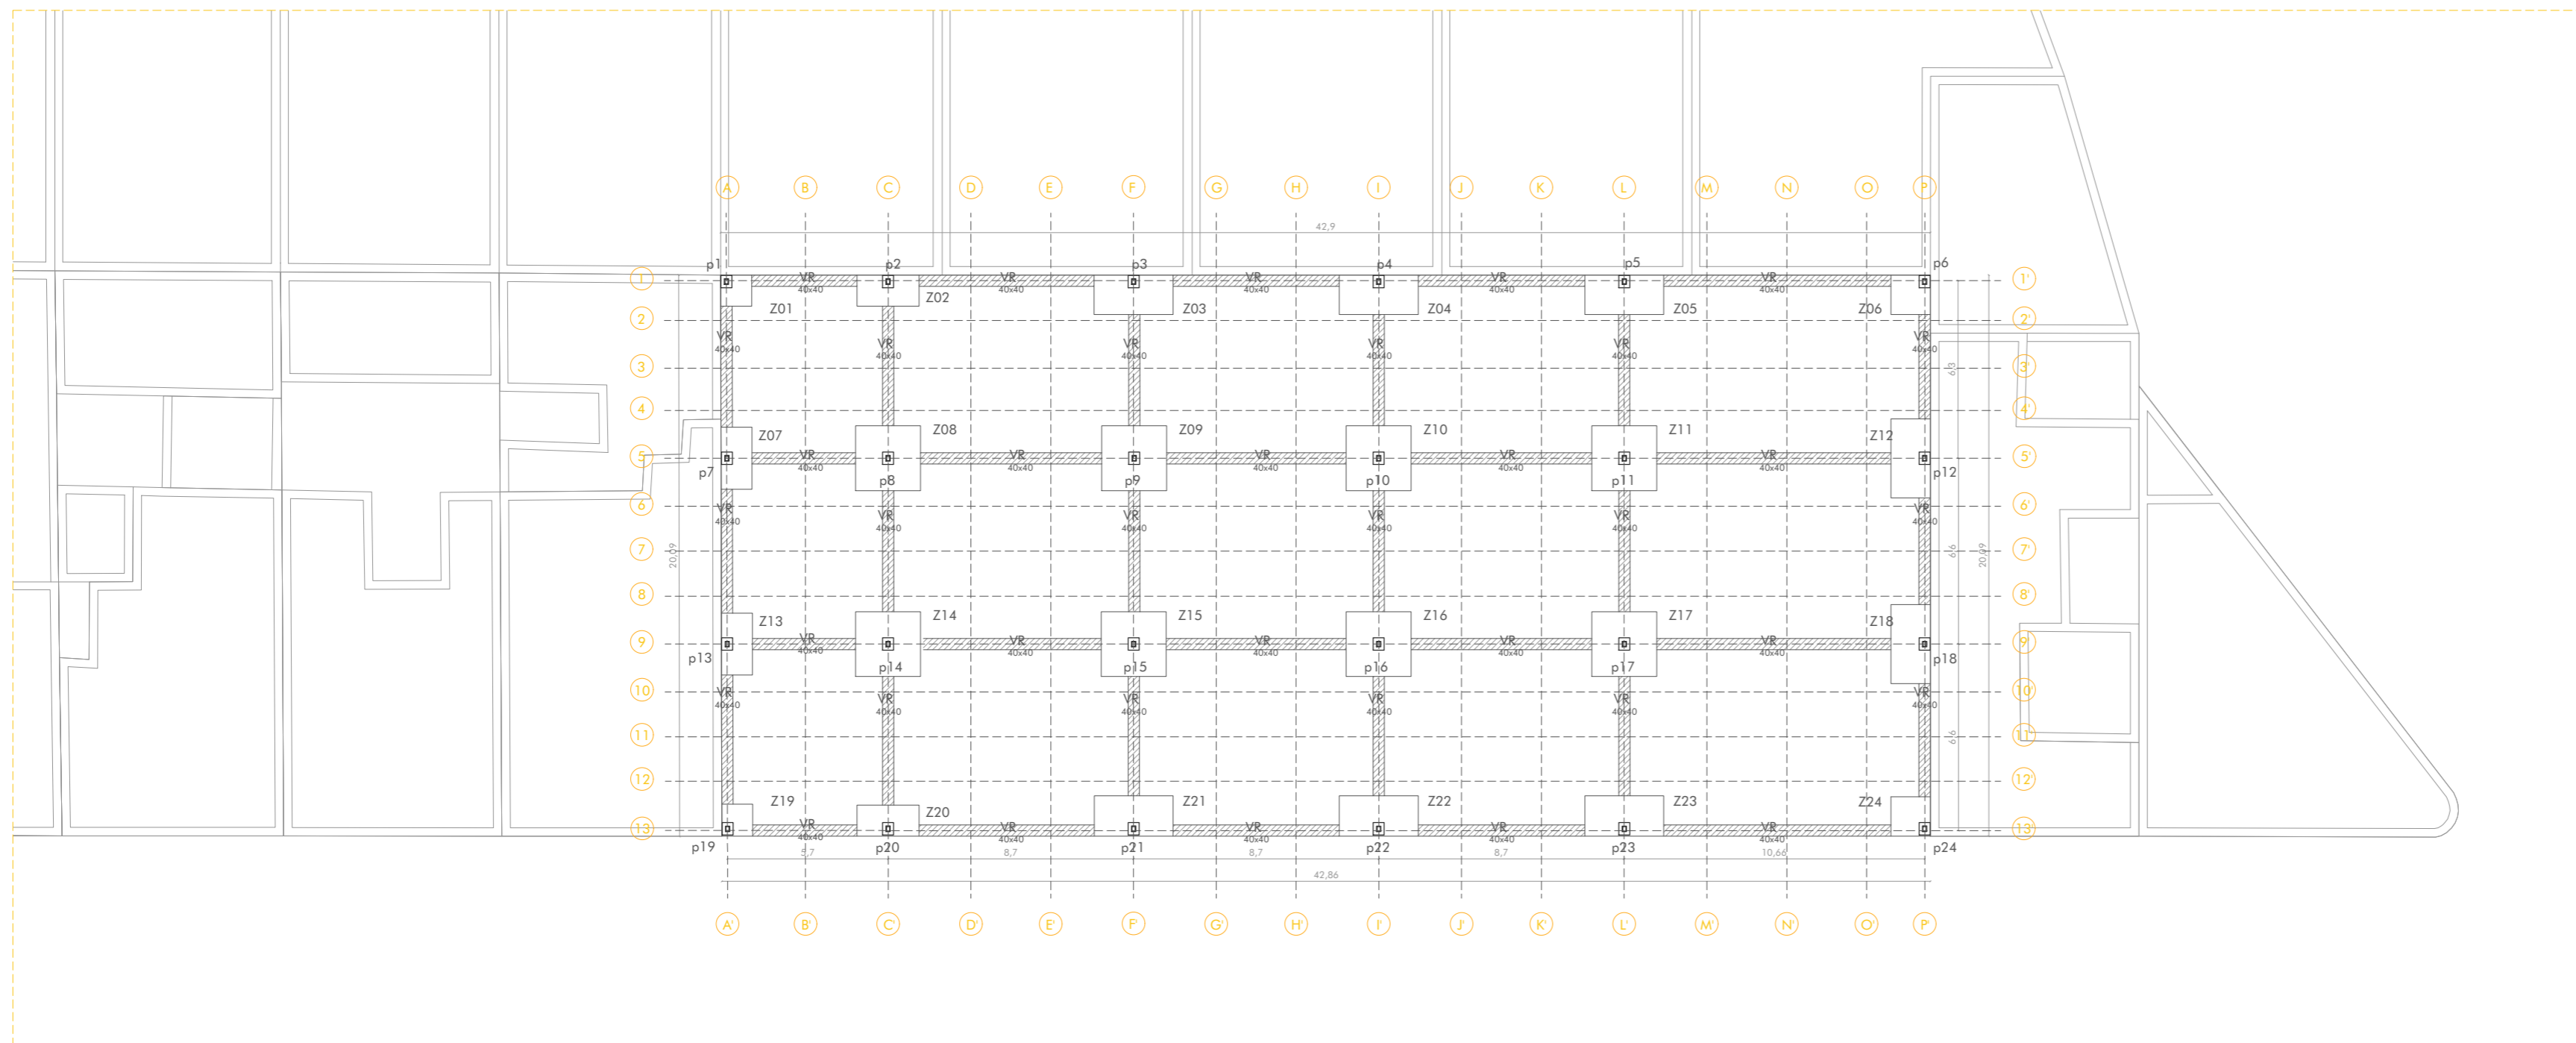 A B C D E F G H I J K L M N O P
42,9
p1 p2 p3 p4 p5 p6
1 VR VR VR VR VR 1'
40x40 40x40 40x40 40x40 40x40
Z01 Z02 Z03 Z04 Z05 Z06
2 2'
VR VR VR VR VR VR
40x40 40x40 40x40 40x40 40x40 40x40
3 6,3 3'
4 4'
Z07 Z08 Z09 Z10 Z11 Z12
5 VR VR VR VR VR 5'
40x40 40x40 40x40 40x40 40x40
p7 p8 p9 p10 p11 p12
6 VR VR VR VR VR VR 6'
40x40 40x40 40x40 40x40 40x40 40x40
7 20,09 6,6 20,09 7'
8 8'
Z13 Z14 Z15 Z16 Z17 Z18
9 VR VR VR VR VR 9'
40x40 40x40 40x40 40x40 40x40
p13 p14 p15 p16 p17 p18
10 VR VR VR VR VR VR 10'
40x40 40x40 40x40 40x40 40x40 40x40
11 6,6 11'
12 12'
Z19 Z20 Z21 Z22 Z23 Z24
13 VR VR VR VR VR 13'
40x40 40x40 40x40 40x40 40x40
p19 p20 p21 p22 p23 p24
5,7 8,7 8,7 8,7 10,66
42,86
A' B' C' D' E' F' G' H' I' J' K' L' M' N' O' P'